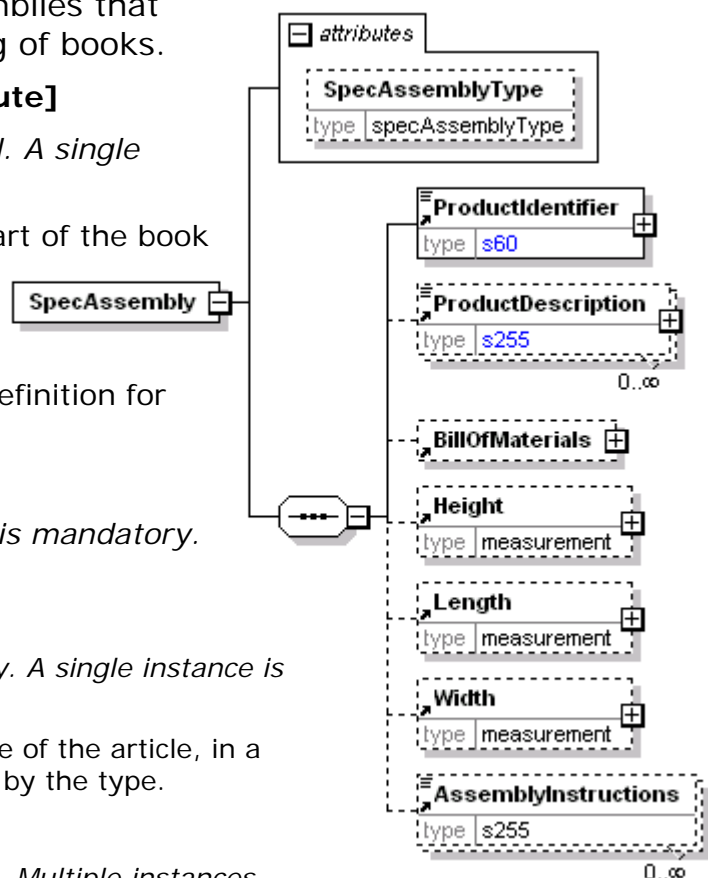 mblies that
g of books.
ute]
. A single
art of the book
efinition for
is mandatory.
y. A single instance is
e of the article, in a
by the type.
. Multiple instances
attributes
SpecAssemblyType
type specAssemblyType
SpecAssembly
ProductIdentifier
type s60
ProductDescription
type s255
0..∞
BillOfMaterials
Height
type measurement
Length
type measurement
Width
type measurement
AssemblyInstructions
type s255
0..∞